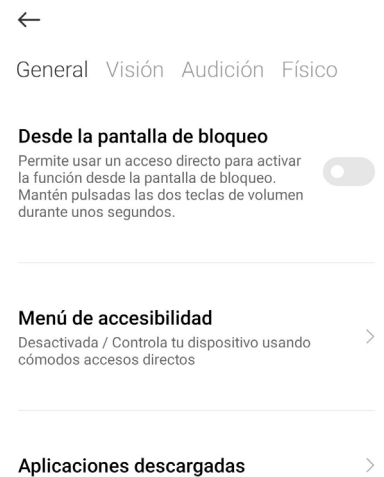 General Visión Audición Físico
Desde la pantalla de bloqueo
Permite usar un acceso directo para activar
la función desde la pantalla de bloqueo.
Mantén pulsadas las dos teclas de volumen
durante unos segundos.
Menú de accesibilidad
Desactivada / Controla tu dispositivo usando
cómodos accesos directos
Aplicaciones descargadas